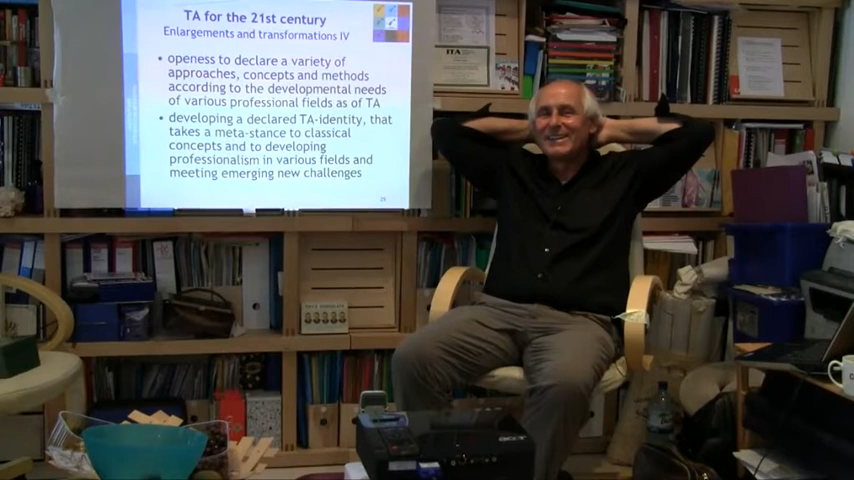 TA for the 21st century
Enlargements and transformations IV
• openess to declare a variety of
approaches, concepts and methods
according to the developmental needs
of various professional fields as of TA
• developing a declared TA-identity, that
takes a meta-stance to classical
concepts and to developing
professionalism in various fields and
meeting emerging new challenges
25
ITA
acer